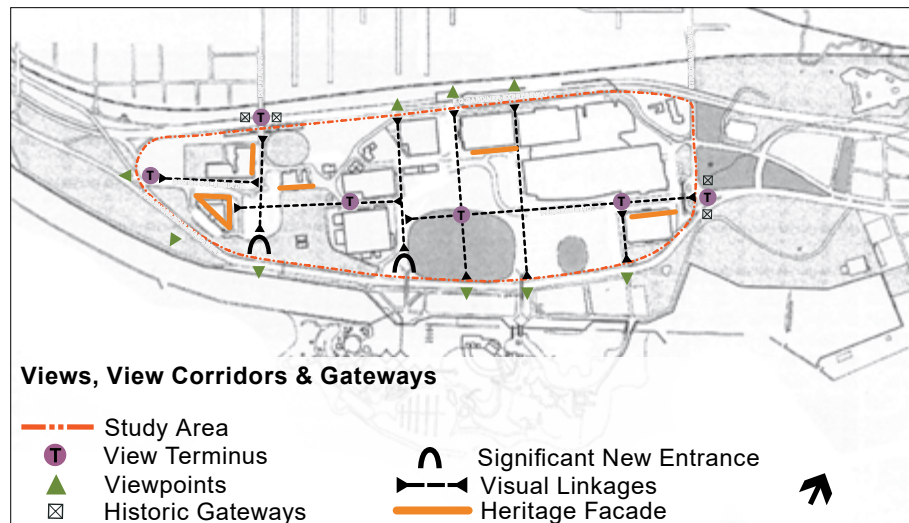 T
T
T
T
T
T
Views, View Corridors & Gateways
Study Area
T View Terminus
Viewpoints
Historic Gateways
Significant New Entrance
Visual Linkages
Heritage Facade